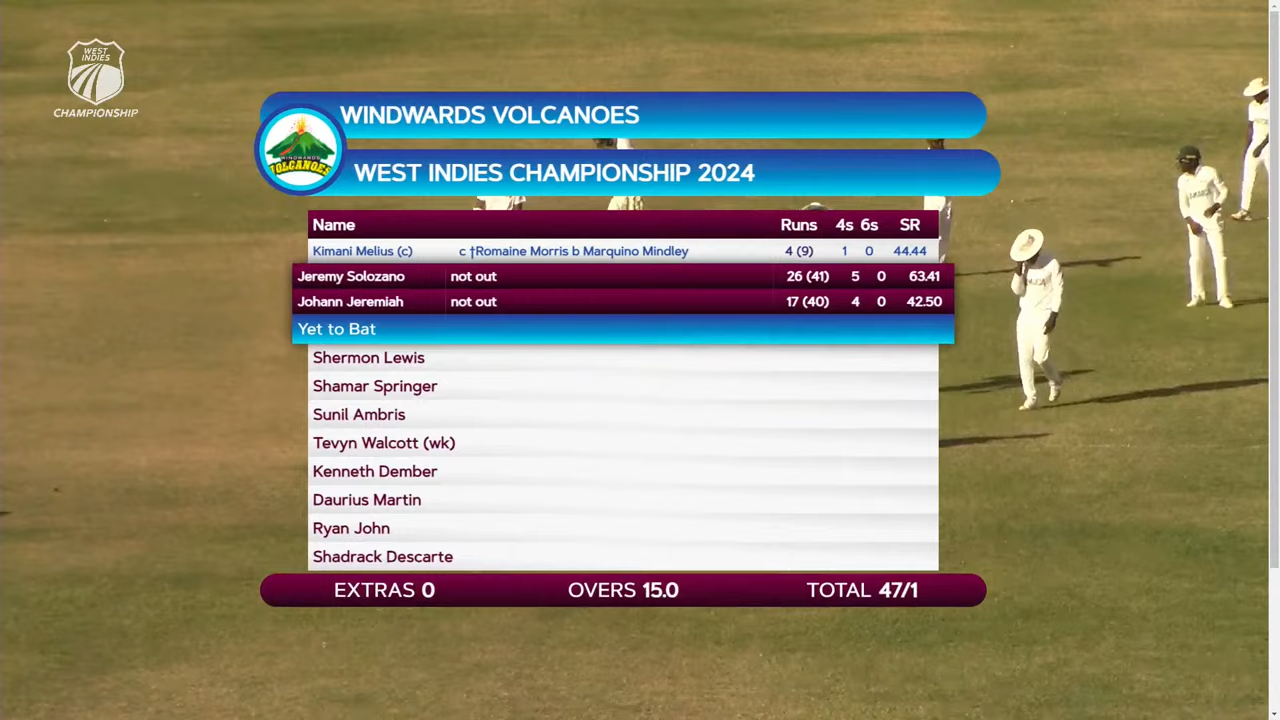 WEST
INDIES
CHAMPIONSHIP
WINDWARDS VOLCANOES
WINDWARDS
VOLCANOES
WEST INDIES CHAMPIONSHIP 2024
Name Runs 4s 6s SR
Kimani Melius (c) c †Romaine Morris b Marquino Mindley 4 (9) 1 0 44.44
Jeremy Solozano not out 26 (41) 5 0 63.41
Johann Jeremiah not out 17 (40) 4 0 42.50
Yet to Bat
Shermon Lewis
Shamar Springer
Sunil Ambris
Tevyn Walcott (wk)
Kenneth Dember
Daurius Martin
Ryan John
Shadrack Descarte
EXTRAS 0 OVERS 15.0 TOTAL 47/1